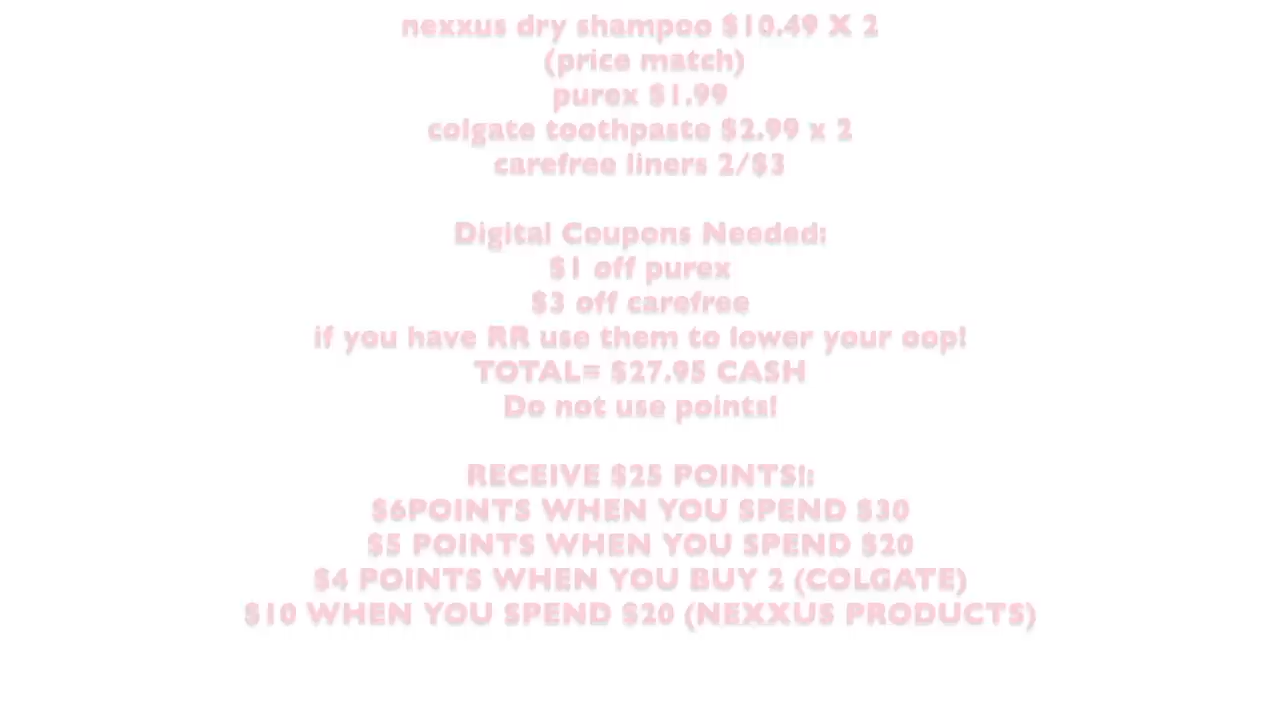 nexxus dry shampoo $10.49 X 2
(price match)
purex $1.99
colgate toothpaste $2.99 x 2
carefree liners 2/$3
Digital Coupons Needed:
$1 off purex
$3 off carefree
if you have RR use them to lower your oop!
TOTAL= $27.95 CASH
Do not use points!
RECEIVE $25 POINTS!:
$6POINTS WHEN YOU SPEND $30
$5 POINTS WHEN YOU SPEND $20
$4 POINTS WHEN YOU BUY 2 (COLGATE)
$10 WHEN YOU SPEND $20 (NEXXUS PRODUCTS)